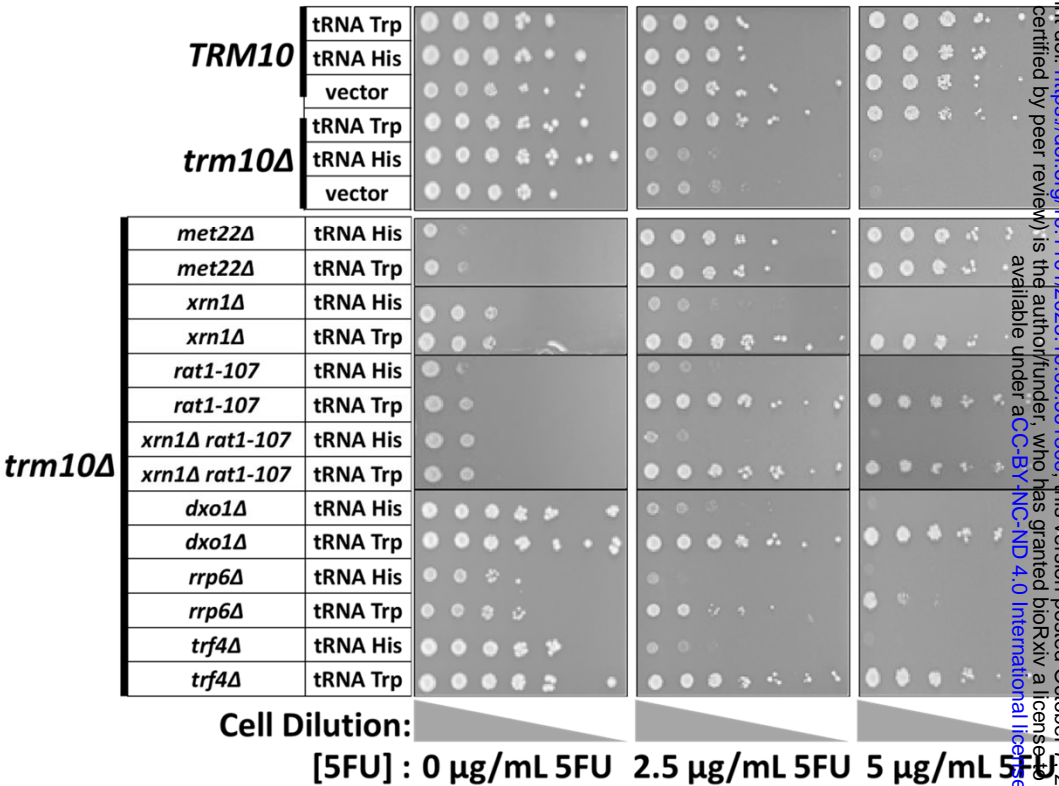 TRM10
tRNA Trp
tRNA His
vector
trm10Δ
tRNA Trp
tRNA His
vector
trm10Δ
met22Δ tRNA His
met22Δ tRNA Trp
xrn1Δ tRNA His
xrn1Δ tRNA Trp
rat1-107 tRNA His
rat1-107 tRNA Trp
xrn1Δ rat1-107 tRNA His
xrn1Δ rat1-107 tRNA Trp
dxo1Δ tRNA His
dxo1Δ tRNA Trp
rrp6Δ tRNA His
rrp6Δ tRNA Trp
trf4Δ tRNA His
trf4Δ tRNA Trp
Cell Dilution:
[5FU] : 0 µg/mL 5FU 2.5 µg/mL 5FU 5 µg/mL 5FU
certified by peer review) is the author/funder, who has granted bioRxiv a license to
available under aCC-BY-NC-ND 4.0 International license